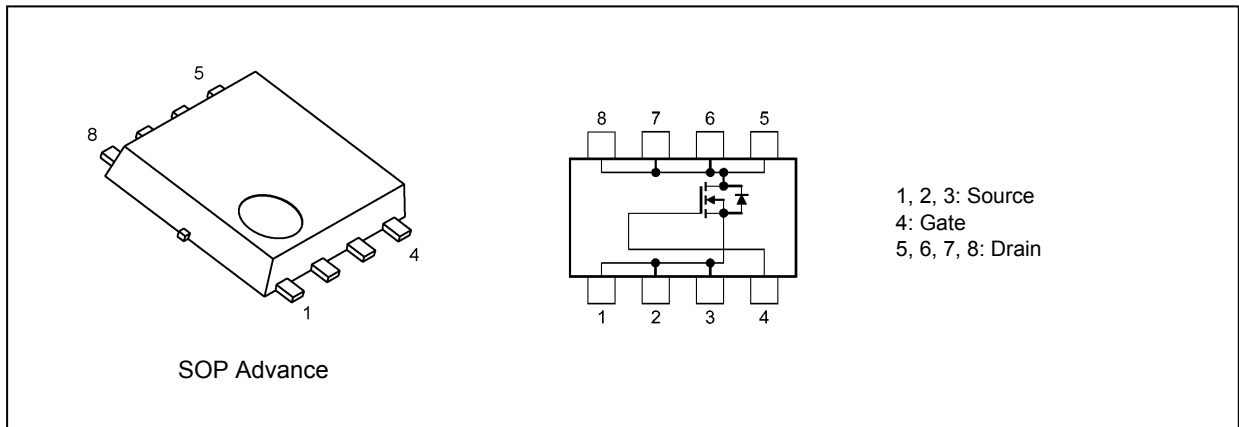 5
8
4
1
SOP Advance
8 7 6 5
1 2 3 4
1, 2, 3: Source
4: Gate
5, 6, 7, 8: Drain